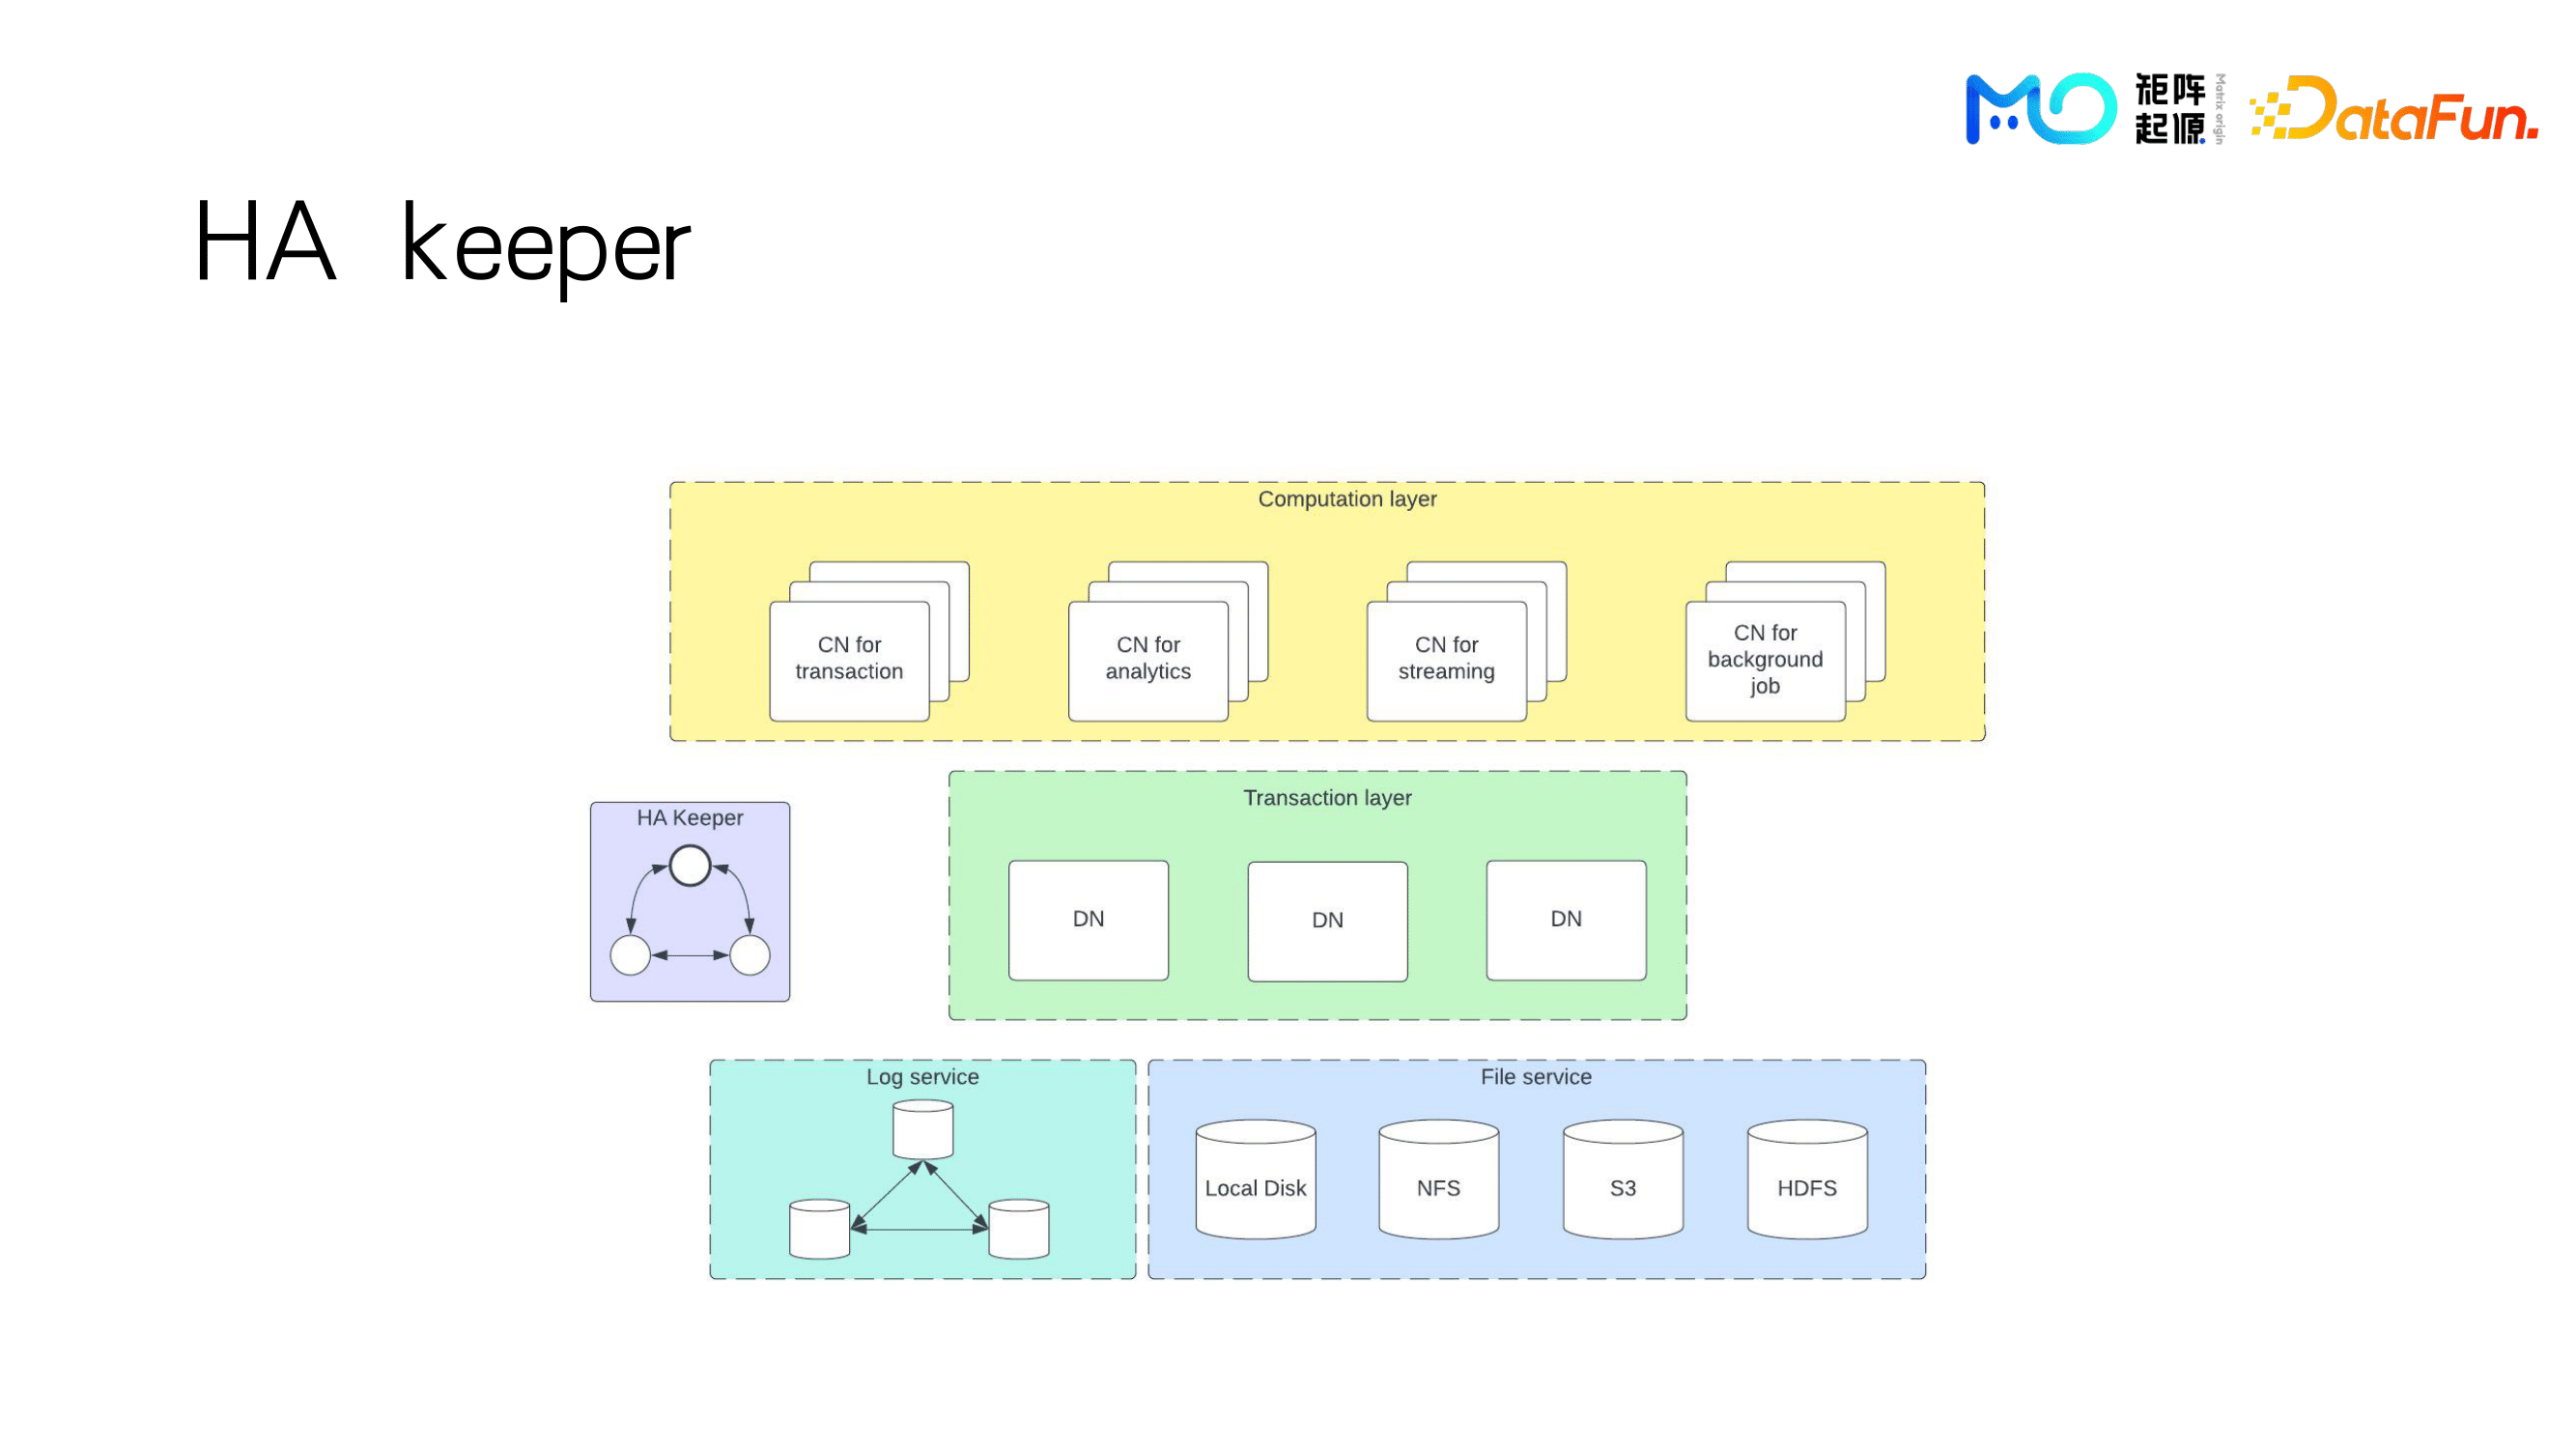 矩阵
起源
Matrix origin
DataFun.
HA keeper
Computation layer
CN for
transaction
CN for
analytics
CN for
streaming
CN for
background
job
HA Keeper
Transaction layer
DN
DN
DN
Log service
File service
Local Disk
NFS
S3
HDFS